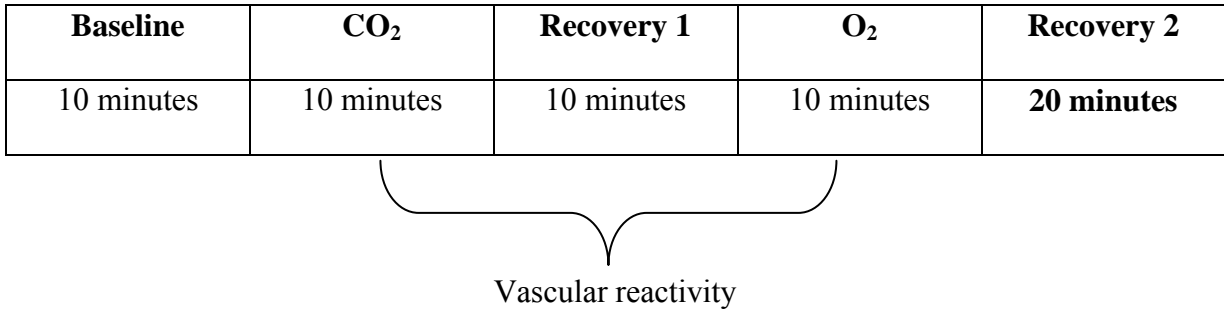 Baseline CO₂ Recovery 1 O₂ Recovery 2
10 minutes 10 minutes 10 minutes 10 minutes 20 minutes
Vascular reactivity